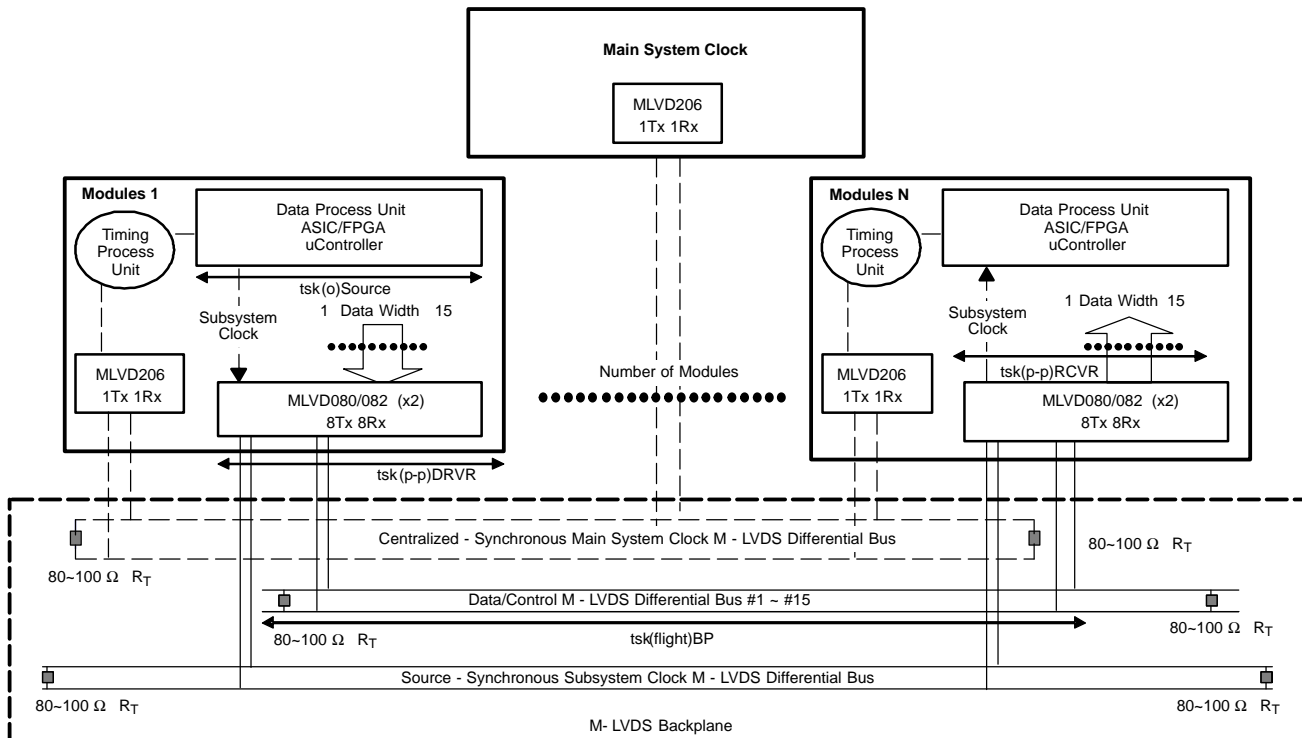 Main System Clock
MLVD206
1Tx 1Rx
Modules 1
Timing
Process
Unit
Data Process Unit
ASIC/FPGA
uController
tsk(o)Source
1 Data Width 15
Subsystem
Clock
MLVD206
1Tx 1Rx
MLVD080/082 (x2)
8Tx 8Rx
tsk(p-p)DRVR
Number of Modules
Modules N
Timing
Process
Unit
Data Process Unit
ASIC/FPGA
uController
1 Data Width 15
Subsystem
Clock
tsk(p-p)RCVR
MLVD206
1Tx 1Rx
MLVD080/082 (x2)
8Tx 8Rx
Centralized - Synchronous Main System Clock M - LVDS Differential Bus
80~100 Ω RT
80~100 Ω RT
Data/Control M - LVDS Differential Bus #1 ~ #15
80~100 Ω RT
tsk(flight)BP
80~100 Ω RT
Source - Synchronous Subsystem Clock M - LVDS Differential Bus
80~100 Ω RT
80~100 Ω RT
M- LVDS Backplane